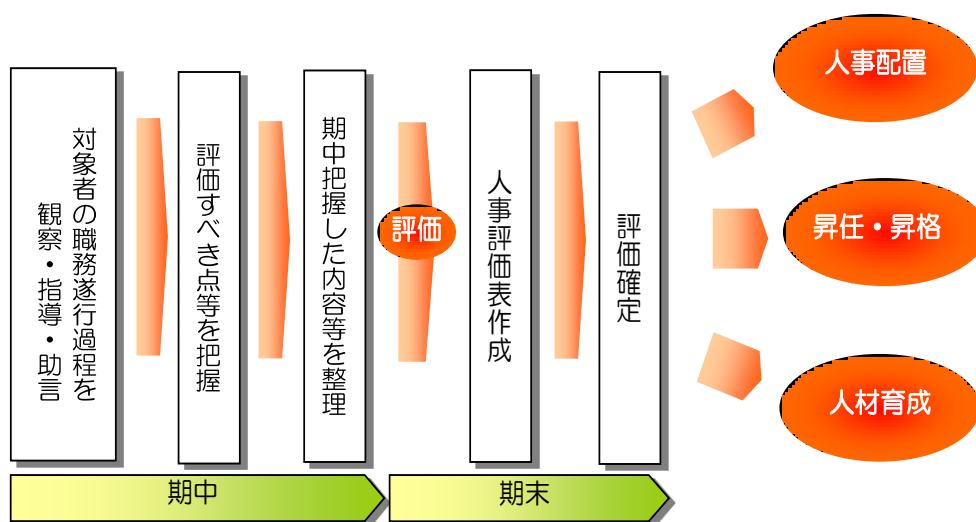 対象者の職務遂行過程を
観察・指導・助言
評価すべき点等を把握
期中把握した内容等を整理
評価
人事評価表作成
評価確定
人事配置
昇任・昇格
人材育成
期中
期末